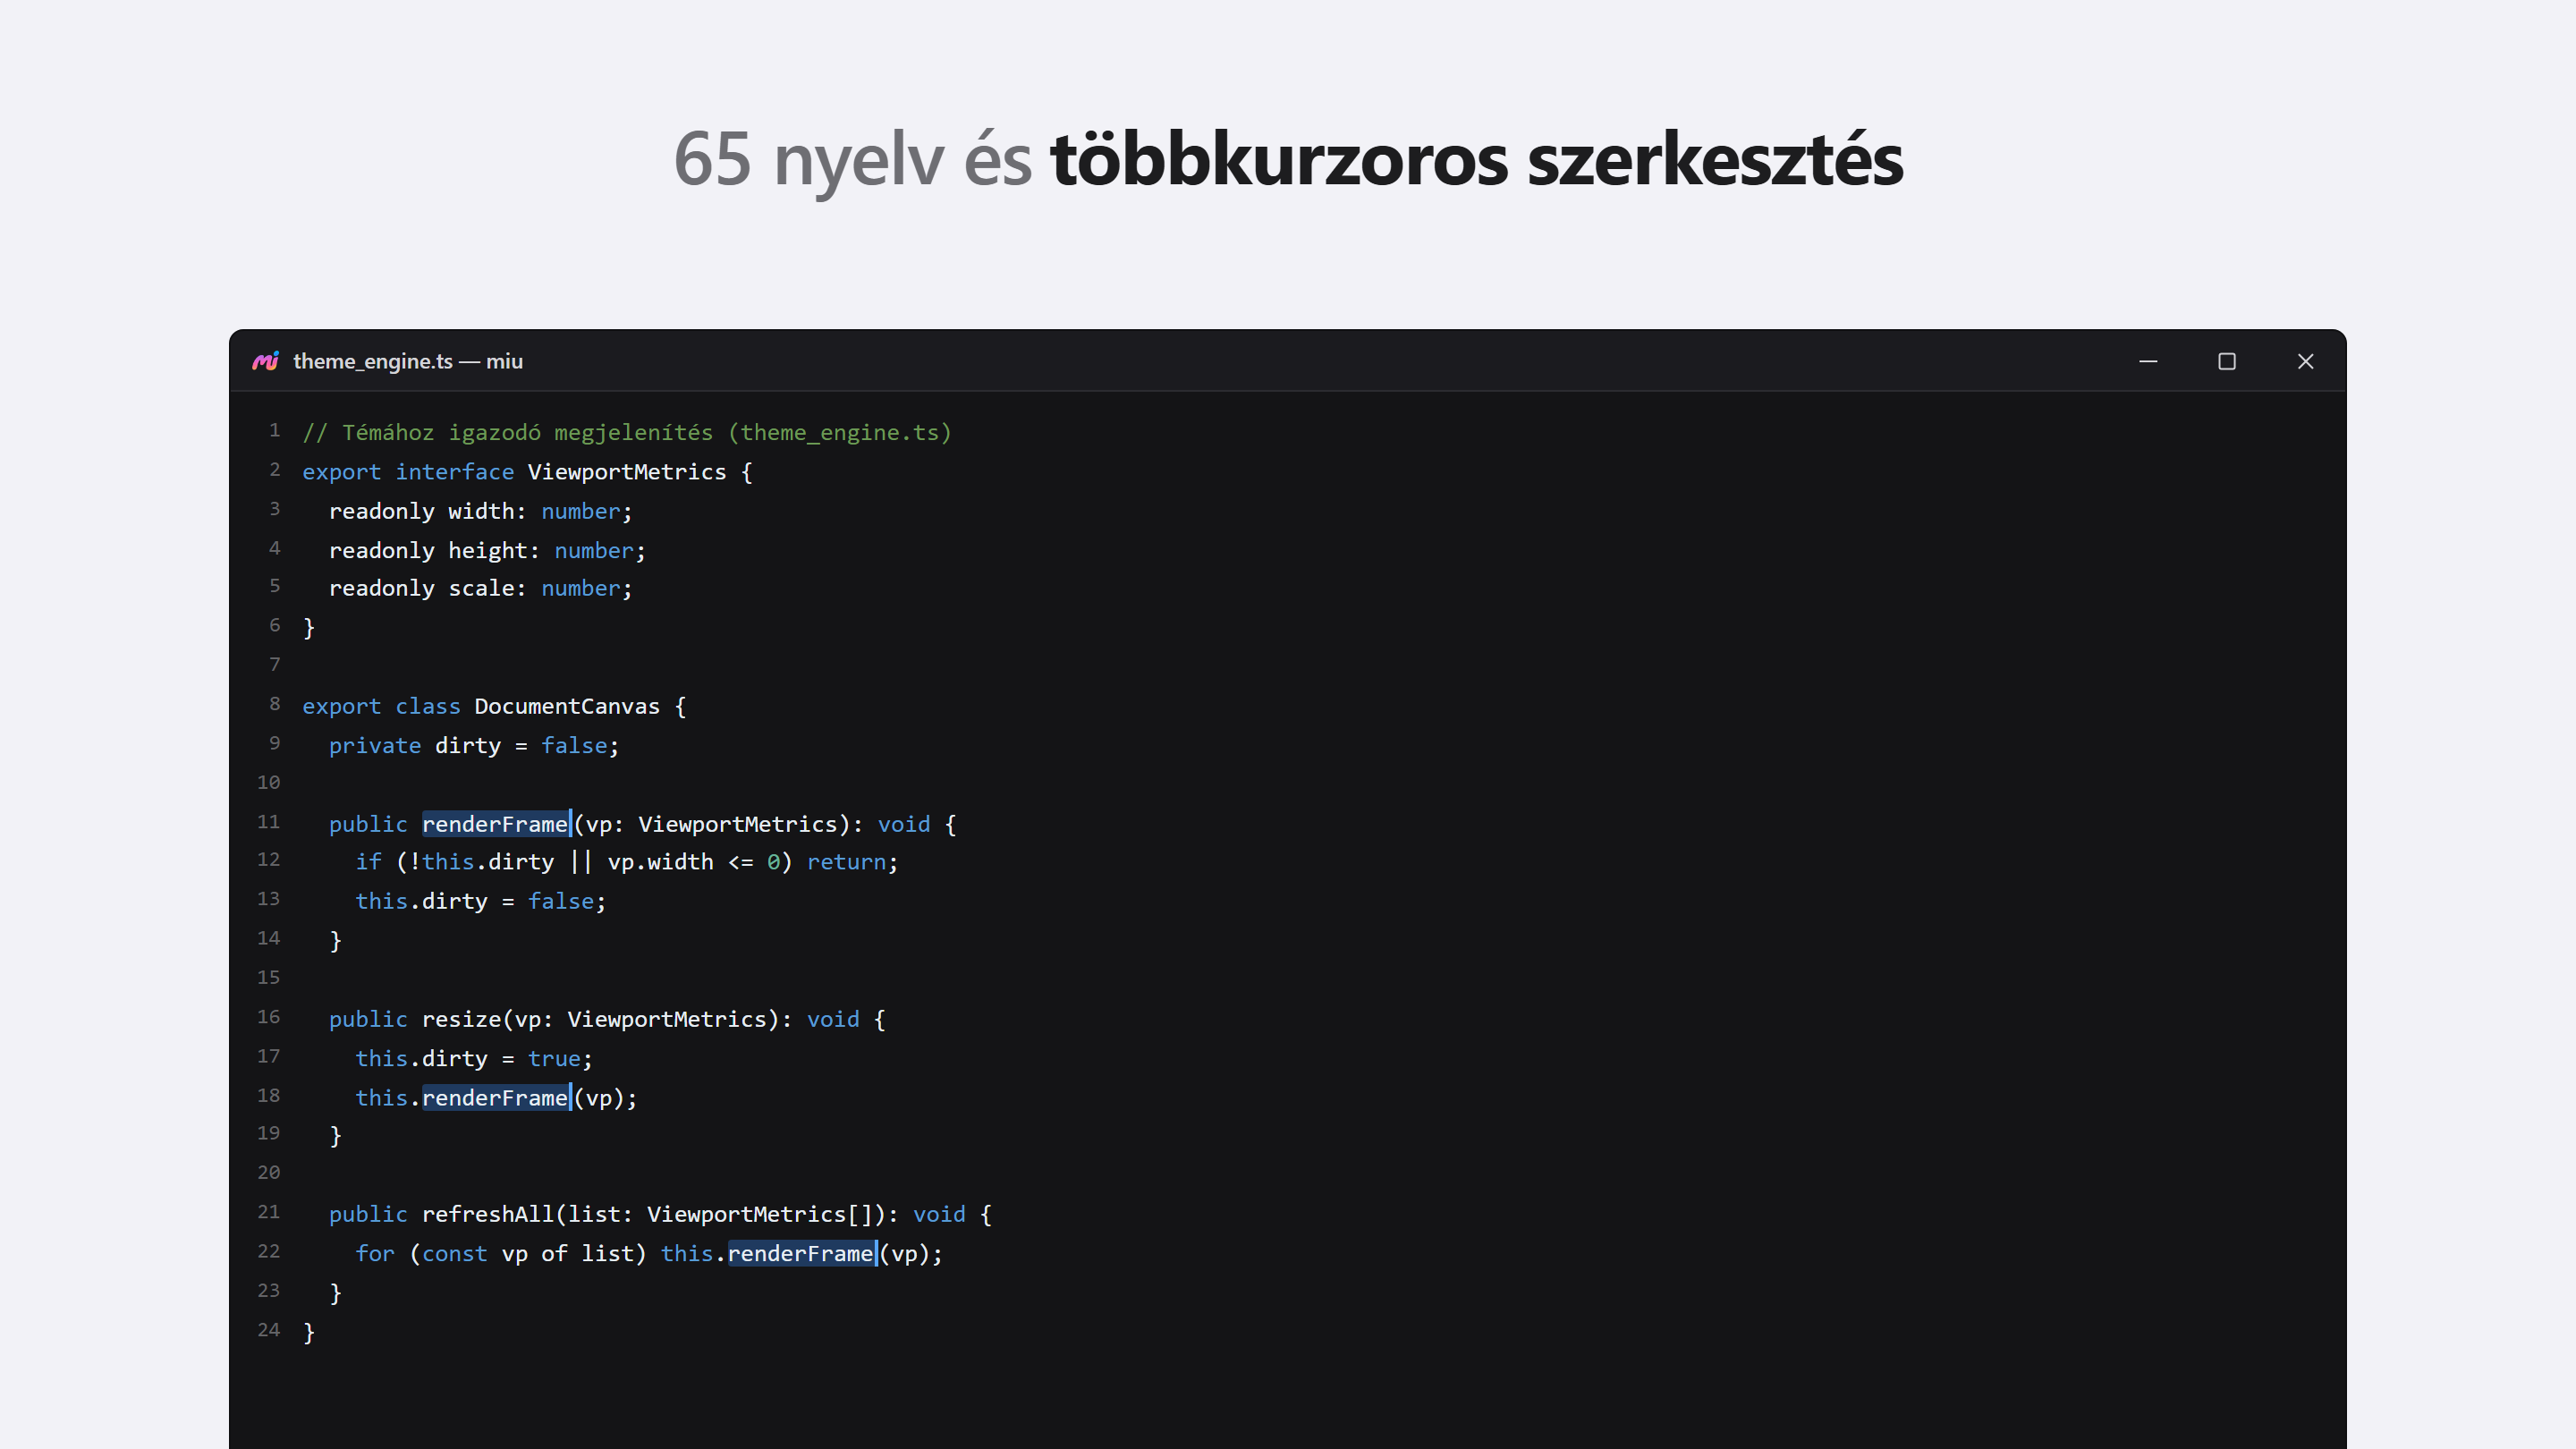 65 nyelv és többkurzoros szerkesztés
mi theme_engine.ts — miu
1 // Témához igazodó megjelenítés (theme_engine.ts)
2 export interface ViewportMetrics {
3   readonly width: number;
4   readonly height: number;
5   readonly scale: number;
6 }
7
8 export class DocumentCanvas {
9   private dirty = false;
10
11   public renderFrame(vp: ViewportMetrics): void {
12     if (!this.dirty || vp.width <= 0) return;
13     this.dirty = false;
14   }
15
16   public resize(vp: ViewportMetrics): void {
17     this.dirty = true;
18     this.renderFrame(vp);
19   }
20
21   public refreshAll(list: ViewportMetrics[]): void {
22     for (const vp of list) this.renderFrame(vp);
23   }
24 }